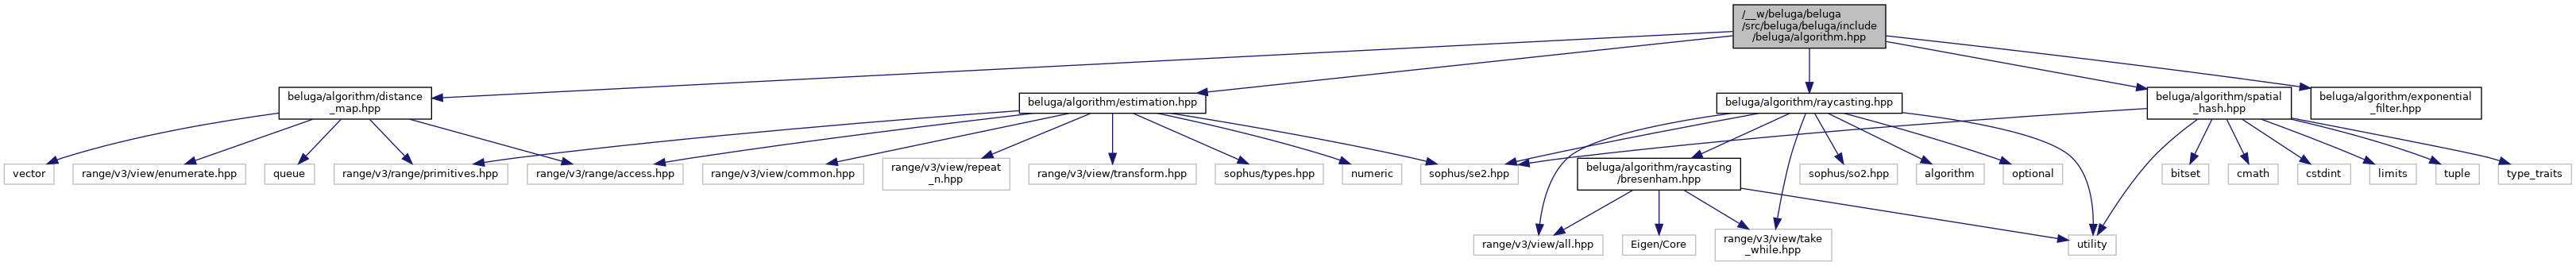 /__w/beluga/beluga
/src/beluga/beluga/include
/beluga/algorithm.hpp
beluga/algorithm/distance
_map.hpp
beluga/algorithm/estimation.hpp
beluga/algorithm/raycasting.hpp
beluga/algorithm/spatial
_hash.hpp
beluga/algorithm/exponential
_filter.hpp
vector
range/v3/view/enumerate.hpp
queue
range/v3/range/primitives.hpp
range/v3/range/access.hpp
range/v3/view/common.hpp
range/v3/view/repeat
_n.hpp
range/v3/view/transform.hpp
sophus/types.hpp
numeric
sophus/se2.hpp
beluga/algorithm/raycasting
/bresenham.hpp
sophus/so2.hpp
algorithm
optional
bitset
cmath
cstdint
limits
tuple
type_traits
range/v3/view/all.hpp
Eigen/Core
range/v3/view/take
_while.hpp
utility